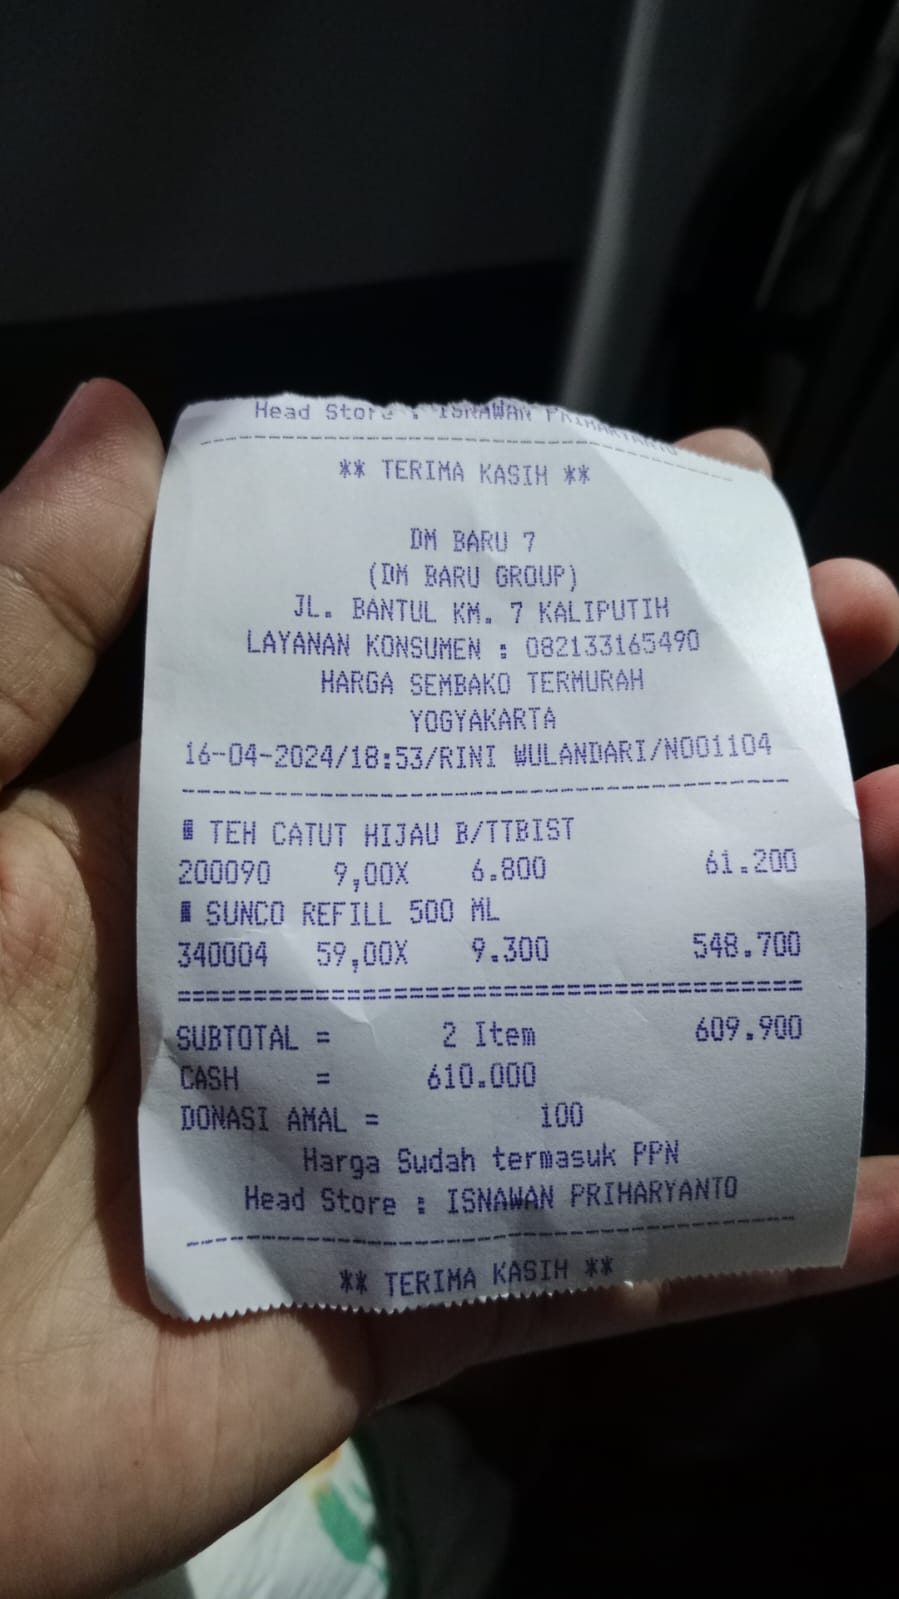 Head Store : ISNAWAN PRIHARYANTO
** TERIMA KASIH **
DM BARU 7
(DM BARU GROUP)
JL. BANTUL KM. 7 KALIPUTIH
LAYANAN KONSUMEN : 082133165490
HARGA SEMBAKO TERMURAH
YOGYAKARTA
16-04-2024/18:53/RINI WULANDARI/N001104
TEH CATUT HIJAU B/TTBIST
200090 9,00X 6.800 61.200
SUNCO REFILL 500 ML
340004 59,00X 9.300 548.700
SUBTOTAL = 2 Item 609.900
CASH = 610.000
DONASI AMAL = 100
Harga Sudah termasuk PPN
Head Store : ISNAWAN PRIHARYANTO
** TERIMA KASIH **